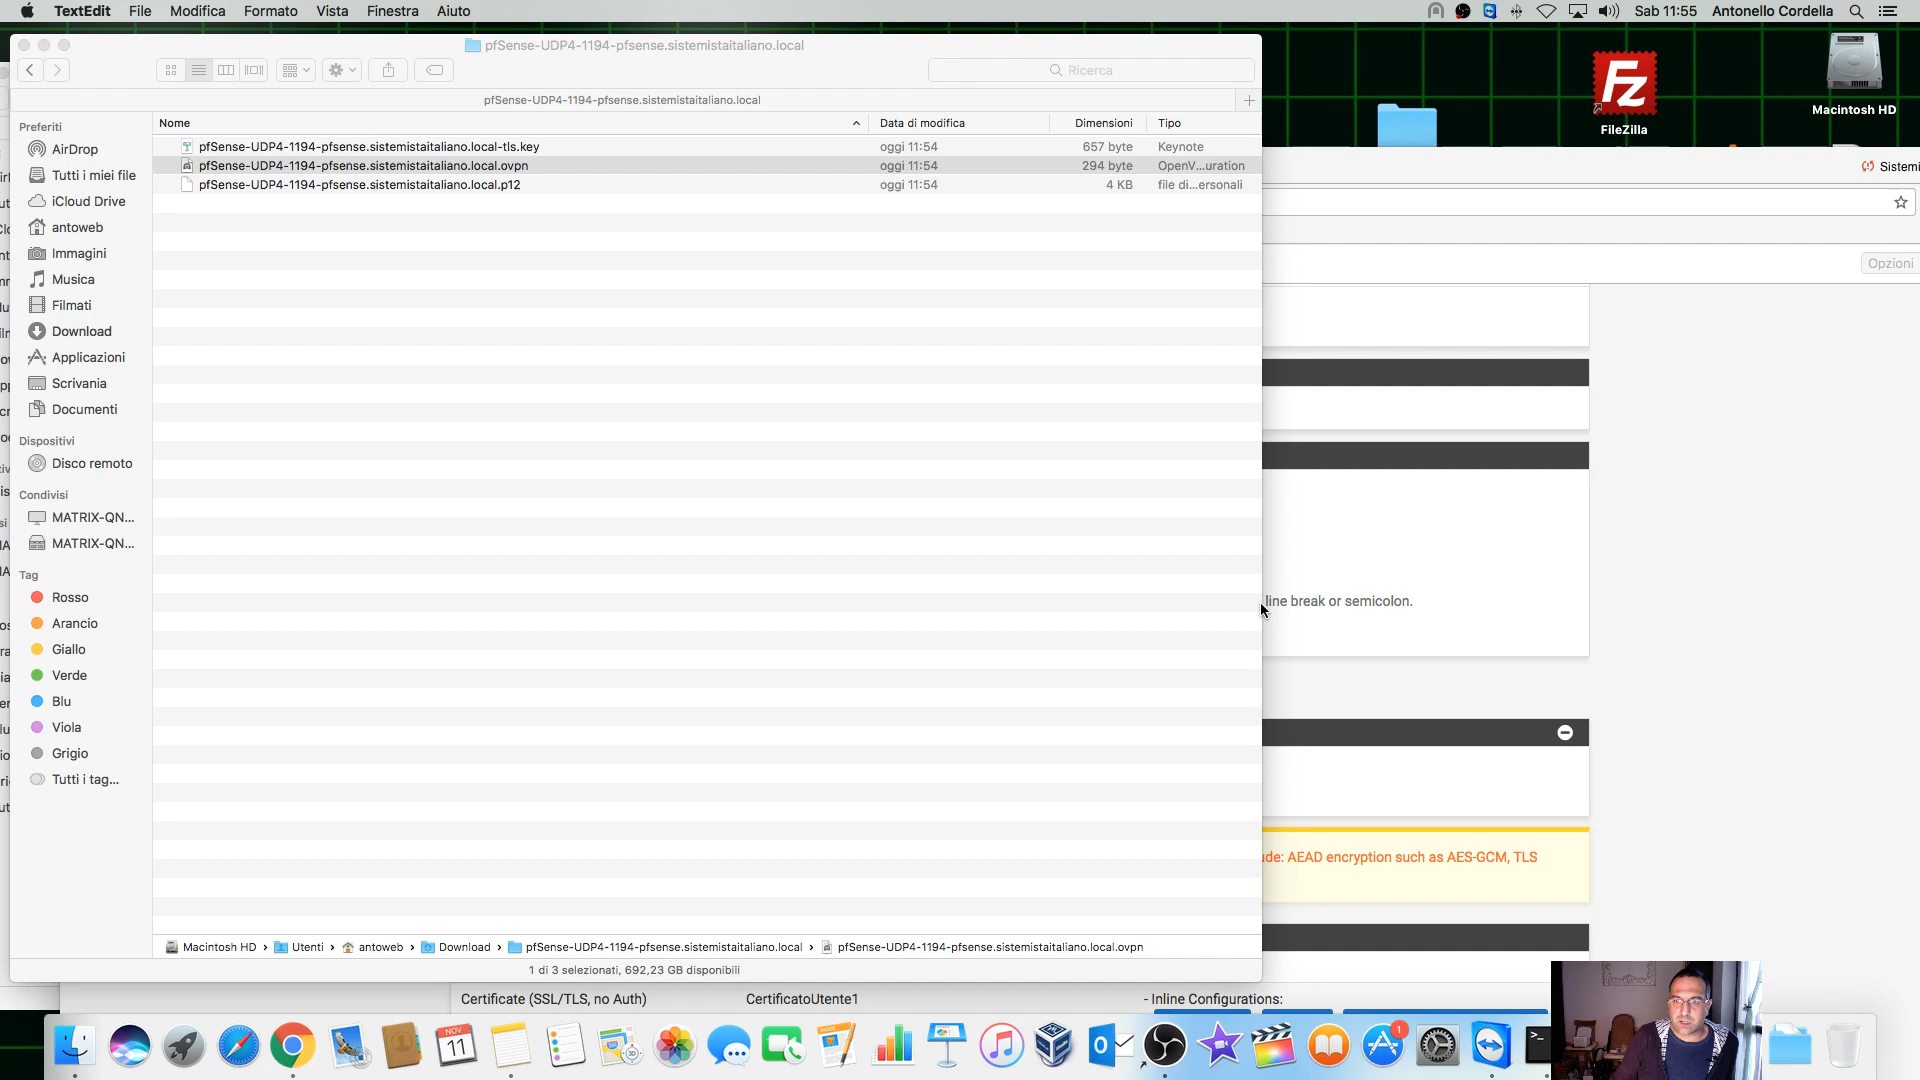 TextEdit File Modifica Formato Vista Finestra Aiuto Sab 11:55 Antonello Cordella
pfSense-UDP4-1194-pfsense.sistemistaitaliano.local
Ricerca
pfSense-UDP4-1194-pfsense.sistemistaitaliano.local
Nome Data di modifica Dimensioni Tipo
pfSense-UDP4-1194-pfsense.sistemistaitaliano.local-tls.key oggi 11:54 657 byte Keynote
pfSense-UDP4-1194-pfsense.sistemistaitaliano.local.ovpn oggi 11:54 294 byte OpenV...uration
pfSense-UDP4-1194-pfsense.sistemistaitaliano.local.p12 oggi 11:54 4 KB file di...ersonali
Preferiti
AirDrop
Tutti i miei file
iCloud Drive
antoweb
Immagini
Musica
Filmati
Download
Applicazioni
Scrivania
Documenti
Dispositivi
Disco remoto
Condivisi
MATRIX-QN...
MATRIX-QN...
Tag
Rosso
Arancio
Giallo
Verde
Blu
Viola
Grigio
Tutti i tag...
Macintosh HD › Utenti › antoweb › Download › pfSense-UDP4-1194-pfsense.sistemistaitaliano.local › pfSense-UDP4-1194-pfsense.sistemistaitaliano.local.ovpn
1 di 3 selezionati, 692,23 GB disponibili
FileZilla
Macintosh HD
Sistemi
Opzioni
line break or semicolon.
ude: AEAD encryption such as AES-GCM, TLS
Certificate (SSL/TLS, no Auth) CertificatoUtente1 - Inline Configurations:
NOV
11
1